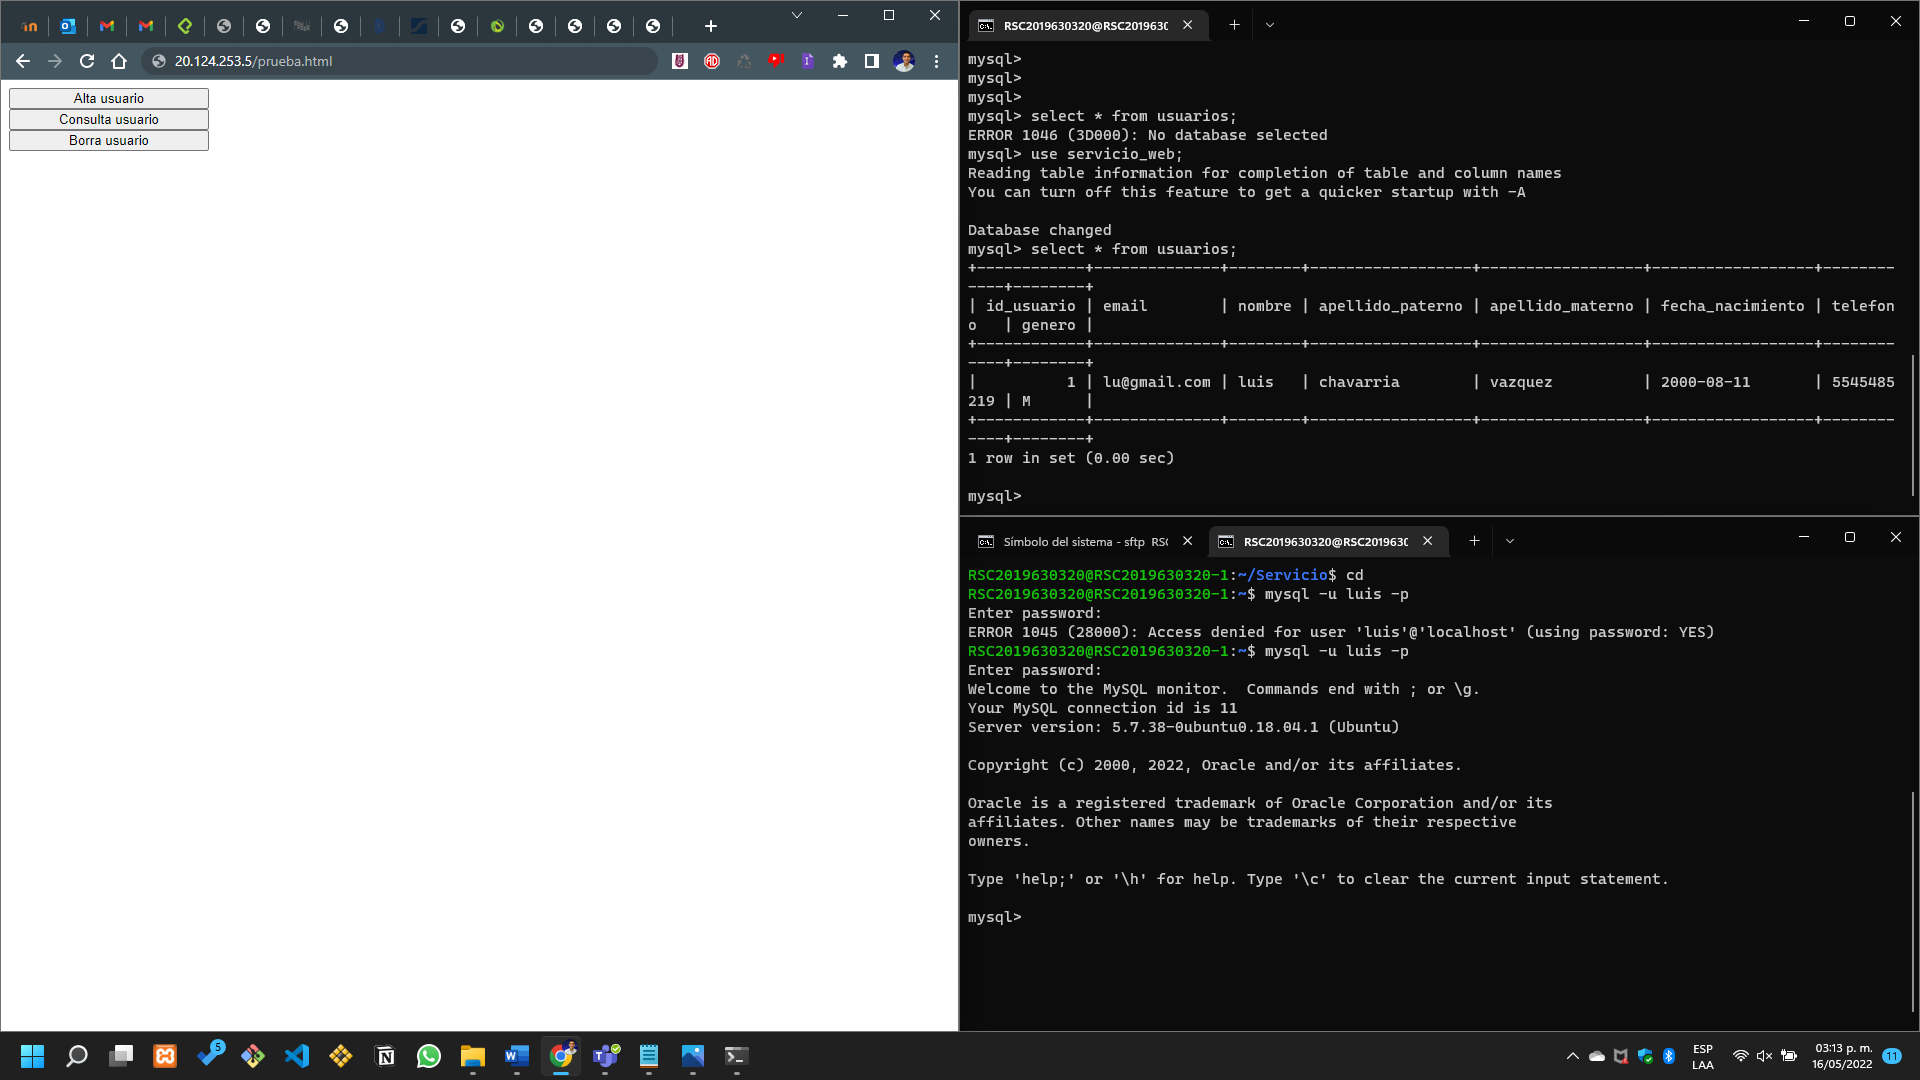 20.124.253.5/prueba.html
Alta usuario
Consulta usuario
Borra usuario
RSC2019630320@RSC2019630
mysql>
mysql>
mysql>
mysql> select * from usuarios;
ERROR 1046 (3D000): No database selected
mysql> use servicio_web;
Reading table information for completion of table and column names
You can turn off this feature to get a quicker startup with -A
Database changed
mysql> select * from usuarios;
+------------+--------------+--------+------------------+------------------+-----------------+--------
----+--------+
| id_usuario | email        | nombre | apellido_paterno | apellido_materno | fecha_nacimiento | telefon
o   | genero |
+------------+--------------+--------+------------------+------------------+-----------------+--------
----+--------+
|          1 | lu@gmail.com | luis   | chavarria        | vazquez          | 2000-08-11       | 5545485
219 | M      |
+------------+--------------+--------+------------------+------------------+-----------------+--------
----+--------+
1 row in set (0.00 sec)
mysql>
Símbolo del sistema - sftp RSC
RSC2019630320@RSC2019630
RSC2019630320@RSC2019630320-1:~/Servicio$ cd
RSC2019630320@RSC2019630320-1:~$ mysql -u luis -p
Enter password:
ERROR 1045 (28000): Access denied for user 'luis'@'localhost' (using password: YES)
RSC2019630320@RSC2019630320-1:~$ mysql -u luis -p
Enter password:
Welcome to the MySQL monitor.  Commands end with ; or \g.
Your MySQL connection id is 11
Server version: 5.7.38-0ubuntu0.18.04.1 (Ubuntu)
Copyright (c) 2000, 2022, Oracle and/or its affiliates.
Oracle is a registered trademark of Oracle Corporation and/or its
affiliates. Other names may be trademarks of their respective
owners.
Type 'help;' or '\h' for help. Type '\c' to clear the current input statement.
mysql>
5
ESP
LAA
03:13 p. m.
16/05/2022
11